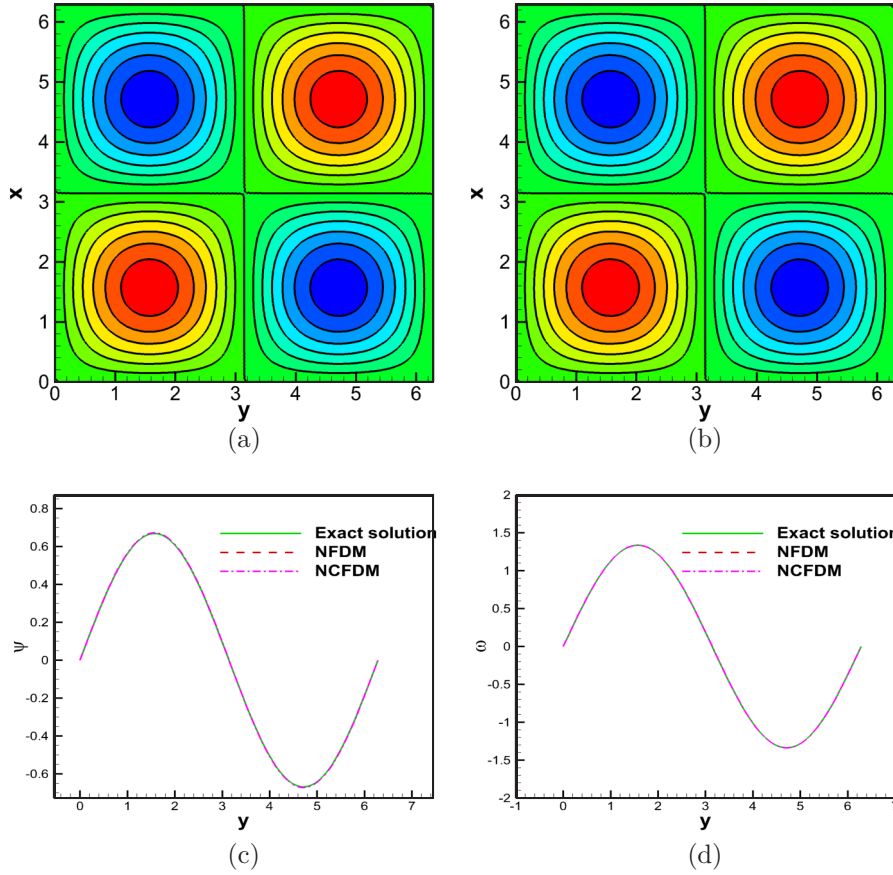 6
5
4
3
2
1
0
x
0 1 2 3 4 5 6
y
(a)
6
5
4
3
2
1
0
x
0 1 2 3 4 5 6
y
(b)
0.8
0.6
0.4
0.2
0
-0.2
-0.4
-0.6
ψ
Exact solution
NFDM
NCFDM
0 1 2 3 4 5 6 7
y
(c)
2
1.5
1
0.5
0
-0.5
-1
-1.5
-2
ω
Exact solution
NFDM
NCFDM
-1 0 1 2 3 4 5 6 7
y
(d)